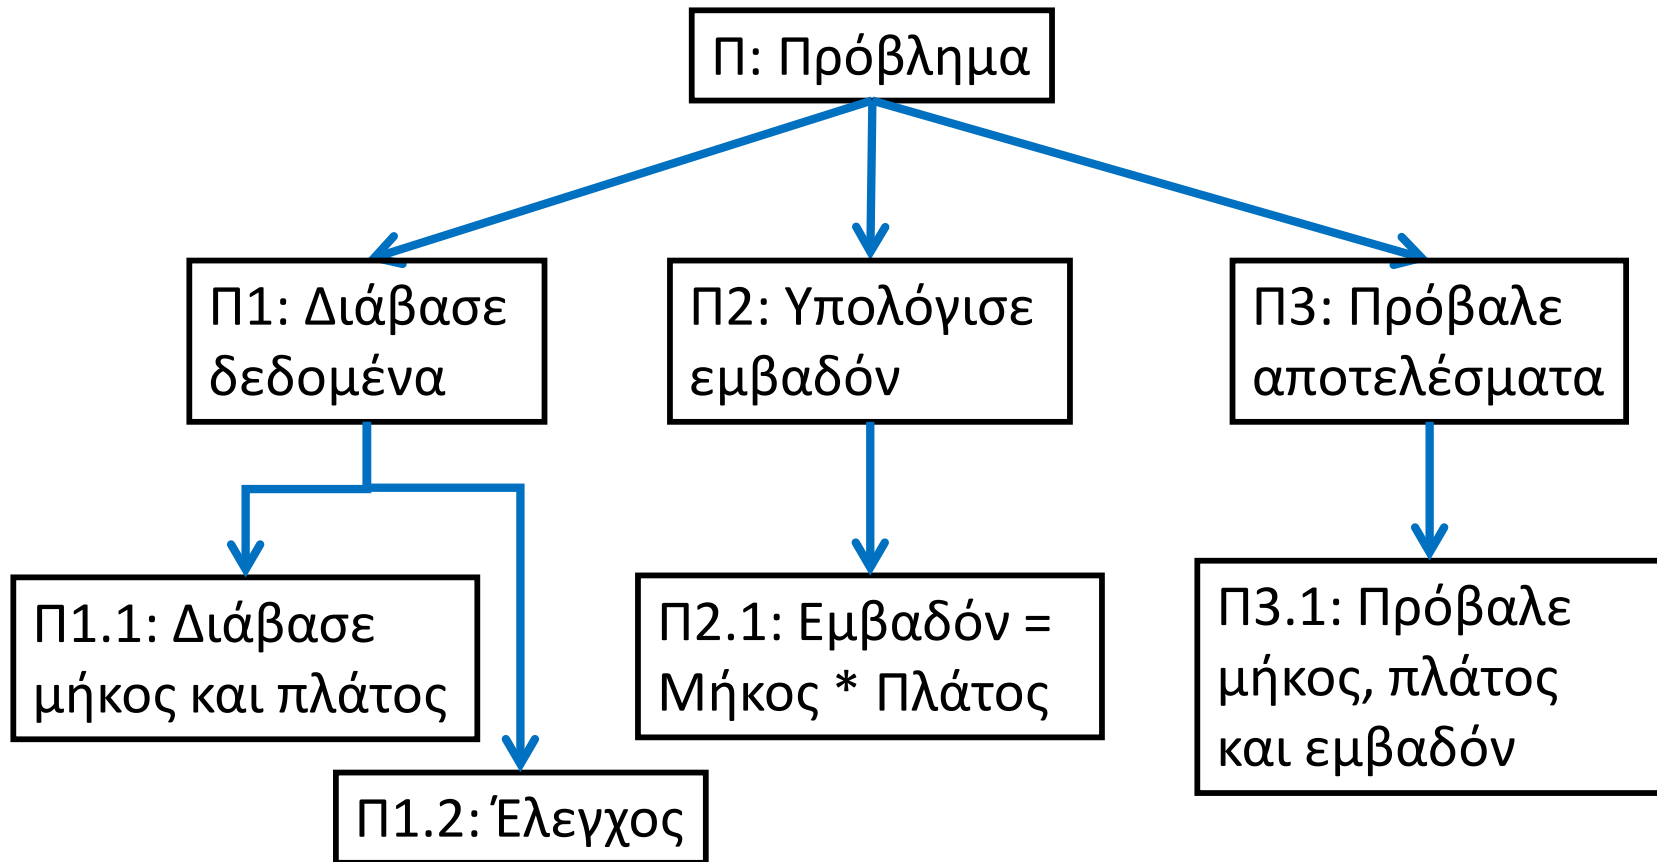 Π: Πρόβλημα
Π1: Διάβασε
δεδομένα
Π2: Υπολόγισε
εμβαδόν
Π3: Πρόβαλε
αποτελέσματα
Π1.1: Διάβασε
μήκος και πλάτος
Π2.1: Εμβαδόν =
Μήκος * Πλάτος
Π3.1: Πρόβαλε
μήκος, πλάτος
και εμβαδόν
Π1.2: Έλεγχος